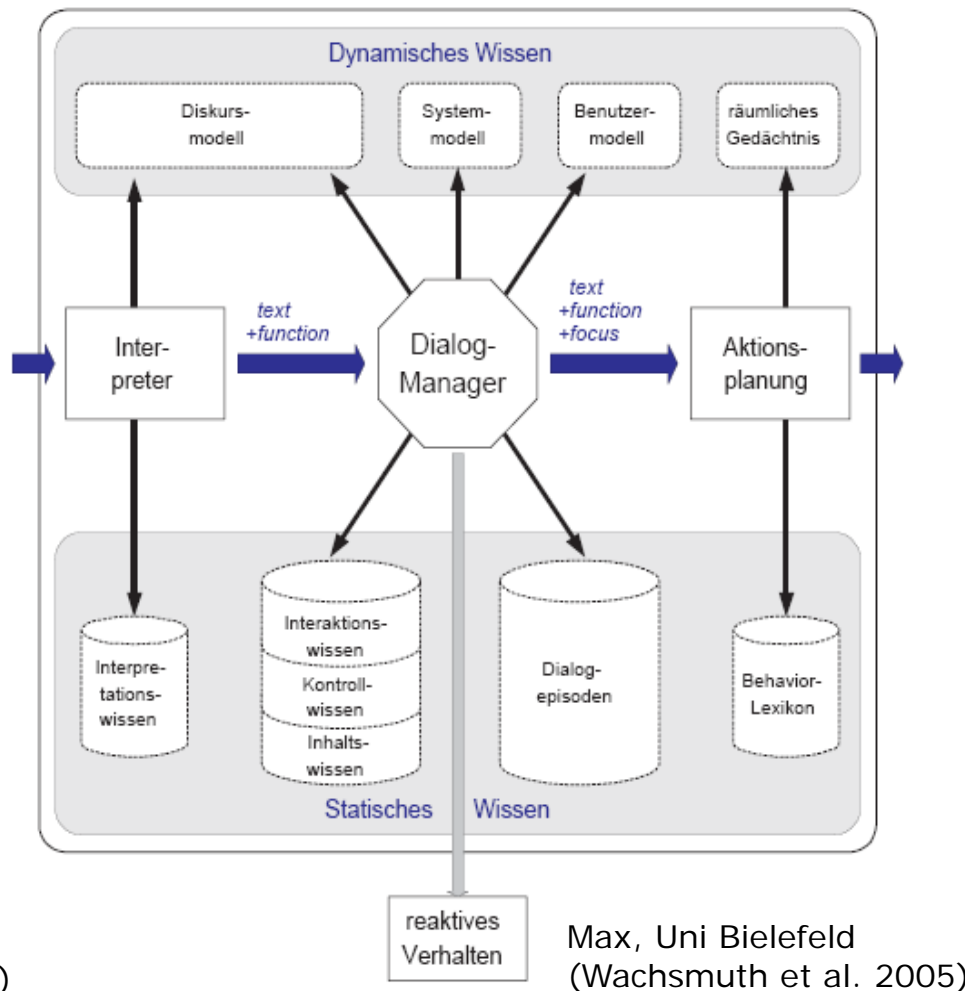 Dynamisches Wissen
Diskurs-
modell
System-
modell
Benutzer-
modell
räumliches
Gedächtnis
text
+function
text
+function
+focus
Inter-
preter
Dialog-
Manager
Aktions-
planung
Interpre-
tations-
wissen
Interaktions-
wissen
Kontroll-
wissen
Inhalts-
wissen
Dialog-
episoden
Behavior-
Lexikon
Statisches Wissen
reaktives
Verhalten
Max, Uni Bielefeld
(Wachsmuth et al. 2005)
)